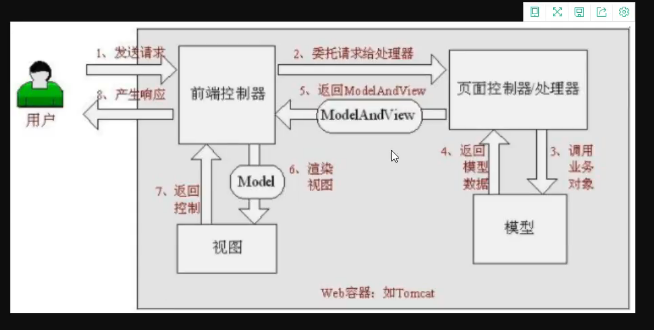 1、发送请求
2、委托请求给处理器
前端控制器
页面控制器/处理器
8、产生响应
5、返回ModelAndView
ModelAndView
用户
4、返回
模型
数据
3、调用
业务
对象
6、渲染
视图
Model
7、返回
控制
模型
视图
Web容器：如Tomcat